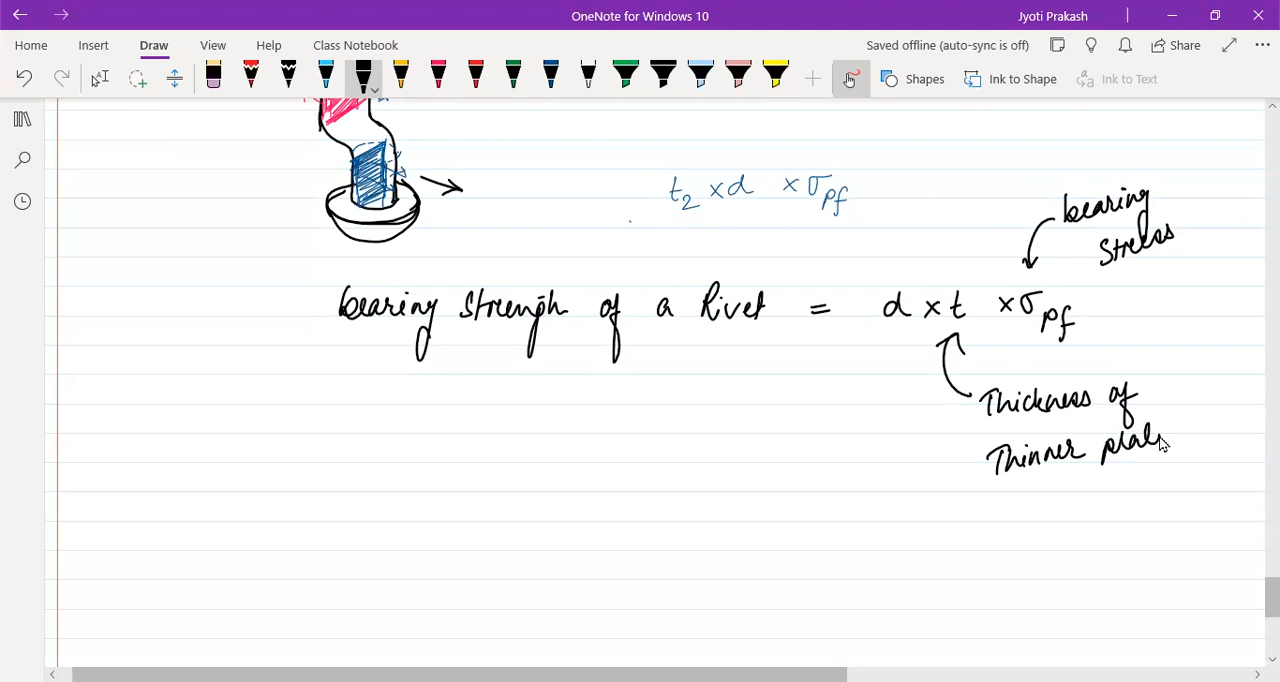 OneNote for Windows 10
Jyoti Prakash
Home Insert Draw View Help Class Notebook
Saved offline (auto-sync is off) Share
Shapes Ink to Shape Ink to Text
t2 × d × σpf
bearing
Stress
bearing Strength of a Rivet = d × t × σpf
Thickness of
Thinner plate